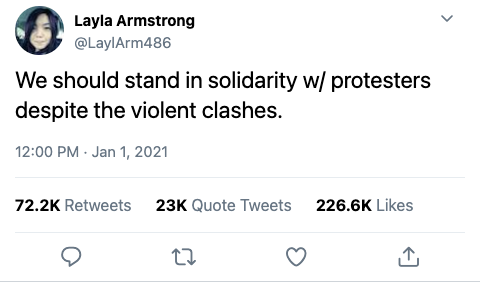 Layla Armstrong
@LaylArm486
We should stand in solidarity w/ protesters
despite the violent clashes.
12:00 PM · Jan 1, 2021
72.2K Retweets 23K Quote Tweets 226.6K Likes